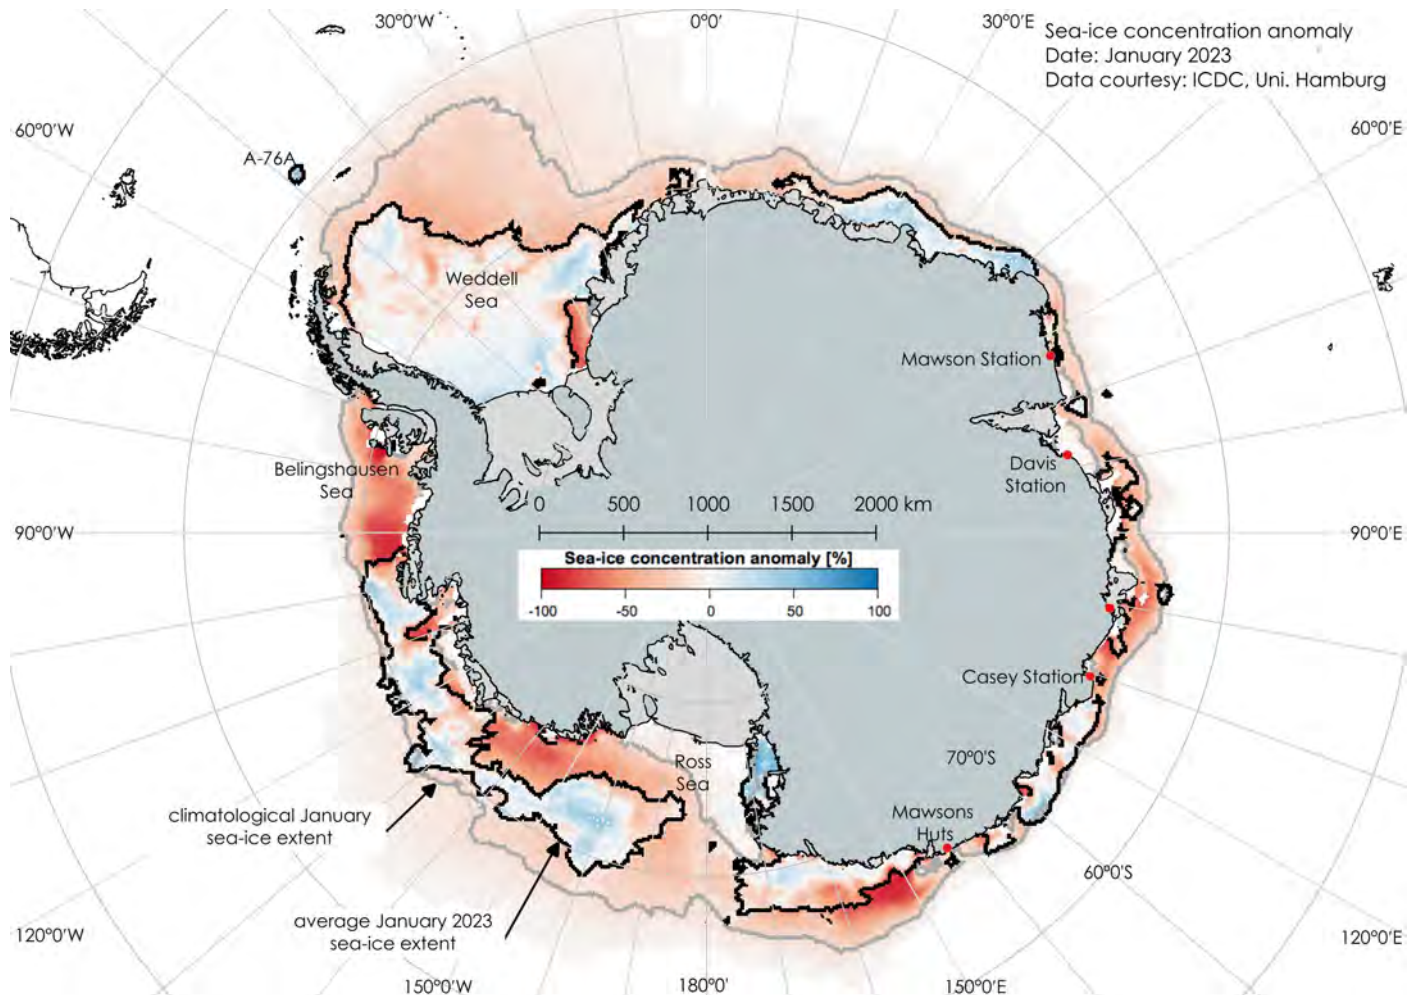 30°0'W
0°0'
30°0'E
Sea-ice concentration anomaly
Date: January 2023
Data courtesy: ICDC, Uni. Hamburg
60°0'W
60°0'E
A-76A
Weddell
Sea
Mawson Station
Belingshausen
Sea
Davis
Station
0 500 1000 1500 2000 km
90°0'W
90°0'E
Sea-ice concentration anomaly [%]
-100 -50 0 50 100
Casey Station
Ross
Sea
70°0'S
climatological January
sea-ice extent
Mawsons
Huts
60°0'S
average January 2023
sea-ice extent
120°0'W
120°0'E
150°0'W
180°0'
150°0'E